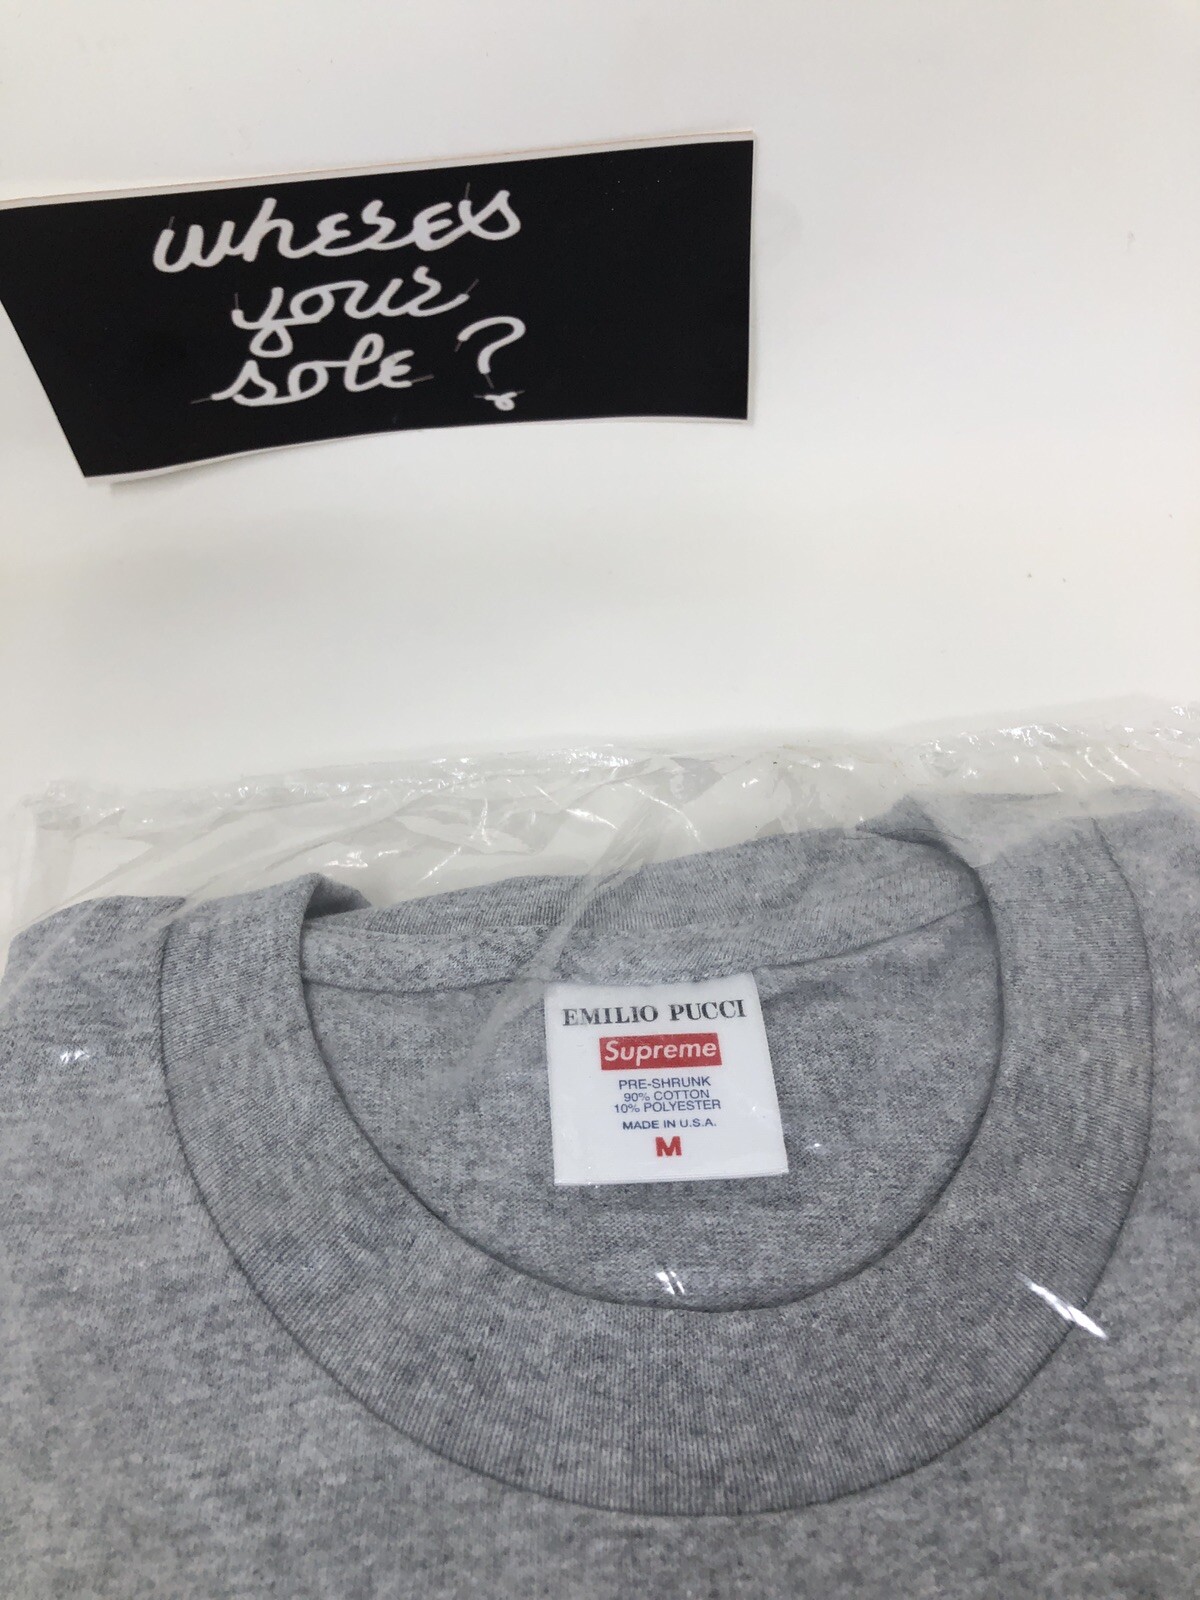 wheres
your
sole ?
EMILIO PUCCI
Supreme
PRE-SHRUNK
90% COTTON
10% POLYESTER
MADE IN U.S.A.
M